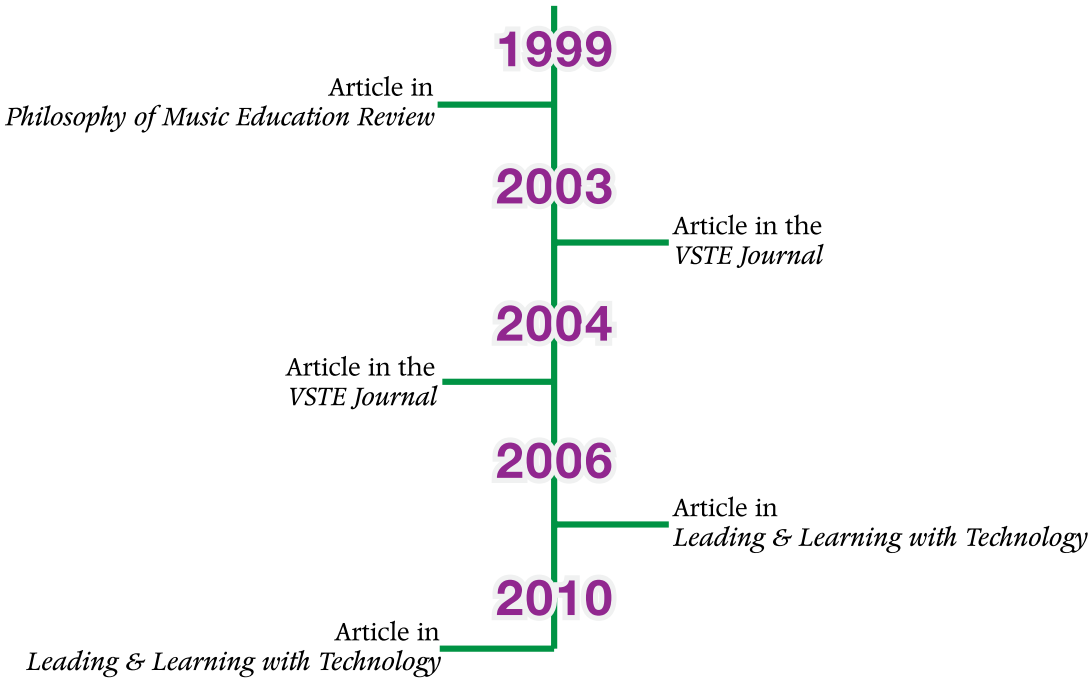 1999
Article in
Philosophy of Music Education Review
2003
Article in the
VSTE Journal
2004
Article in the
VSTE Journal
2006
Article in
Leading & Learning with Technology
2010
Article in
Leading & Learning with Technology